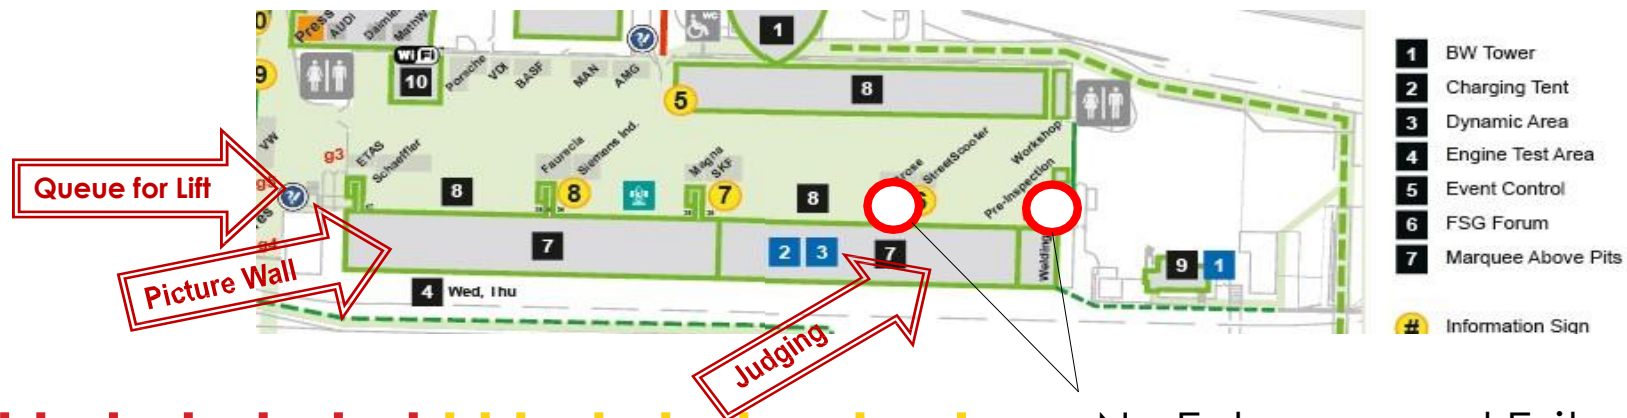 0
Press
AUDI
Daimler
MathW
WC
1
1 BW Tower
WiFi
9
10
Porsche
VDI
BASF
MAN
AMG
8
2 Charging Tent
5
3 Dynamic Area
VW
g3
ETAS
Schaeffler
Faurecia
Siemens Ind.
Magna
SKF
StreetScooter
Workshop
Pre-Inspection
4 Engine Test Area
Queue for Lift
8
8
7
8
5 Event Control
6 FSG Forum
7
2 3
7
Welding
9 1
7 Marquee Above Pits
Picture Wall
4 Wed, Thu
# Information Sign
Judging